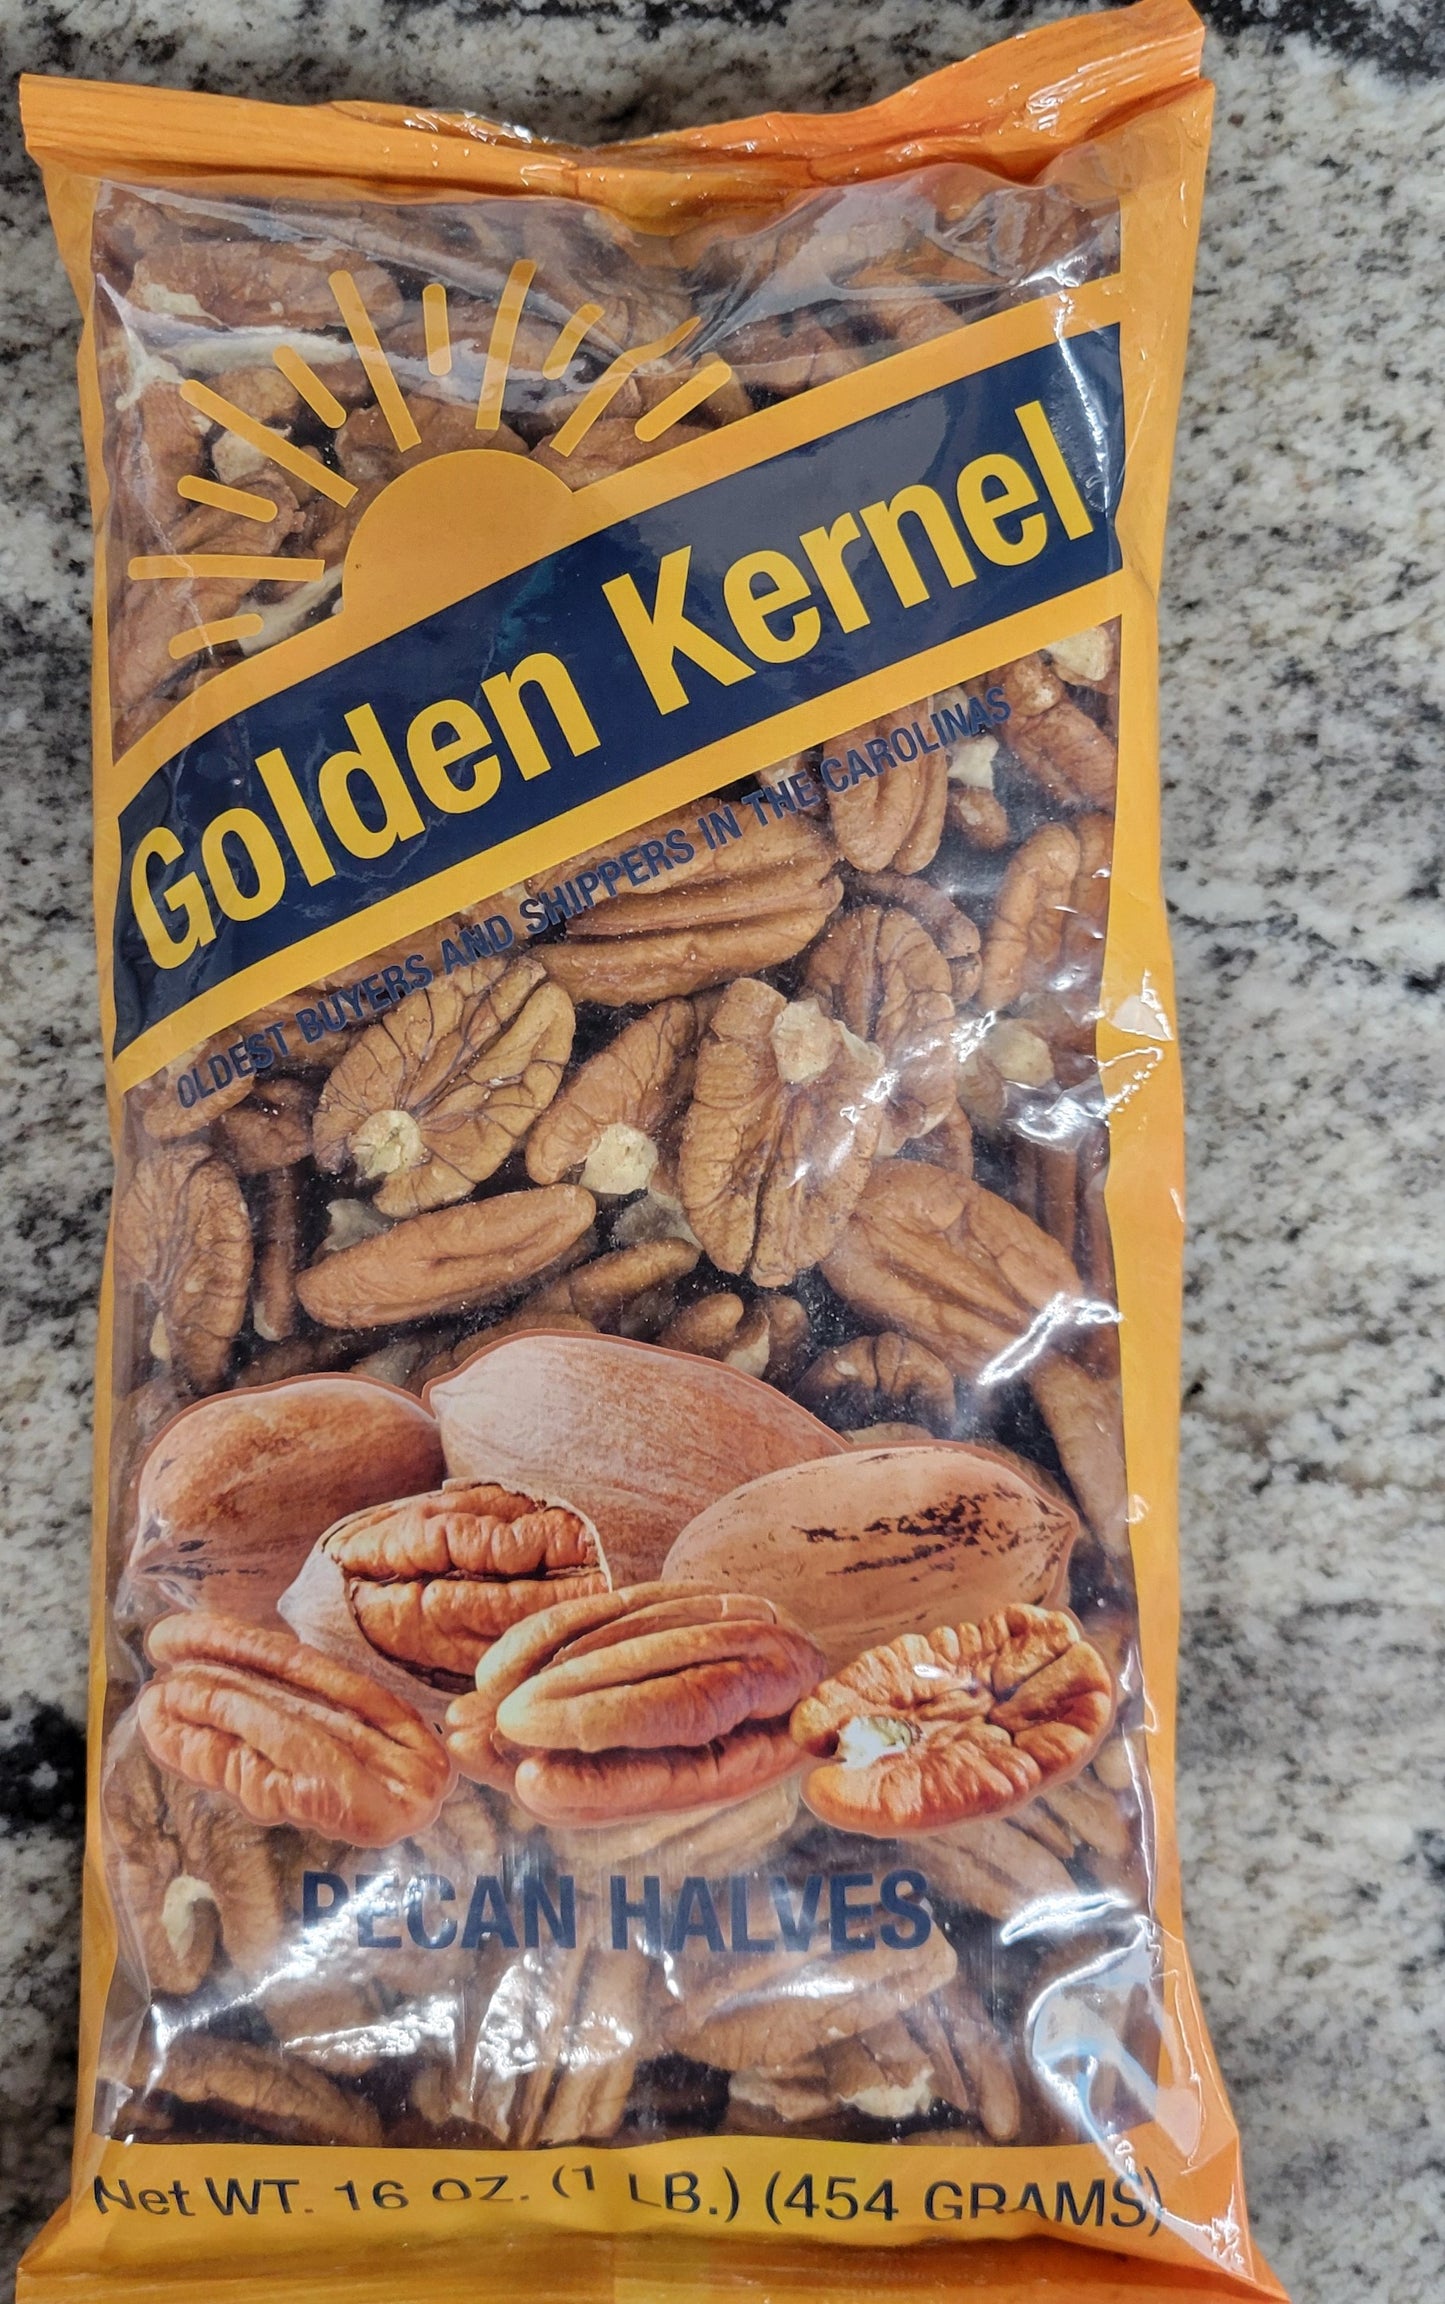 Golden Kernel
OLDEST BUYERS AND SHIPPERS IN THE CAROLINAS
PECAN HALVES
Net WT. 16 OZ. (1 LB.) (454 GRAMS)